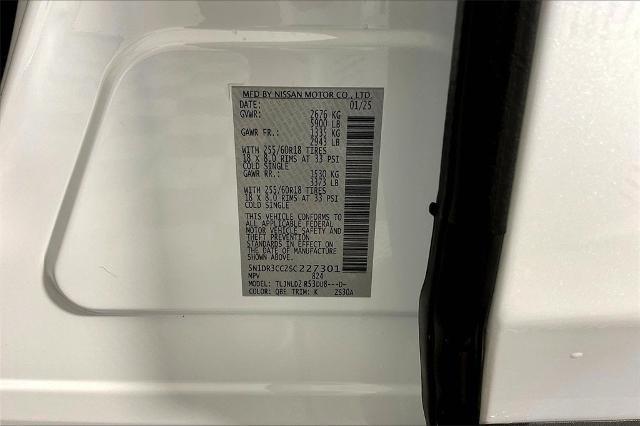 MFD BY NISSAN MOTOR CO., LTD.
DATE: 01/25
GVWR: 2676 KG
5900 LB
GAWR FR.: 1335 KG
2943 LB
WITH 255/60R18 TIRES
18 X 8.0 RIMS AT 33 PSI
COLD SINGLE
GAWR RR.: 1530 KG
3373 LB
WITH 255/60R18 TIRES
18 X 8.0 RIMS AT 33 PSI
COLD SINGLE
THIS VEHICLE CONFORMS TO
ALL APPLICABLE FEDERAL
MOTOR VEHICLE SAFETY AND
THEFT PREVENTION
STANDARDS IN EFFECT ON
THE DATE OF MANUFACTURE
SHOWN ABOVE.
5N1DR3CC2SC227301
MPV 824
MODEL:
COLOR: QBE TRIM: K 2530A